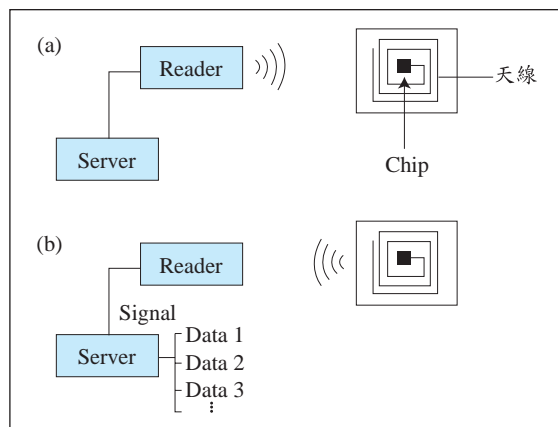 (a)
Reader
天線
Server
Chip
(b)
Reader
Signal
Server
Data 1
Data 2
Data 3
⋮